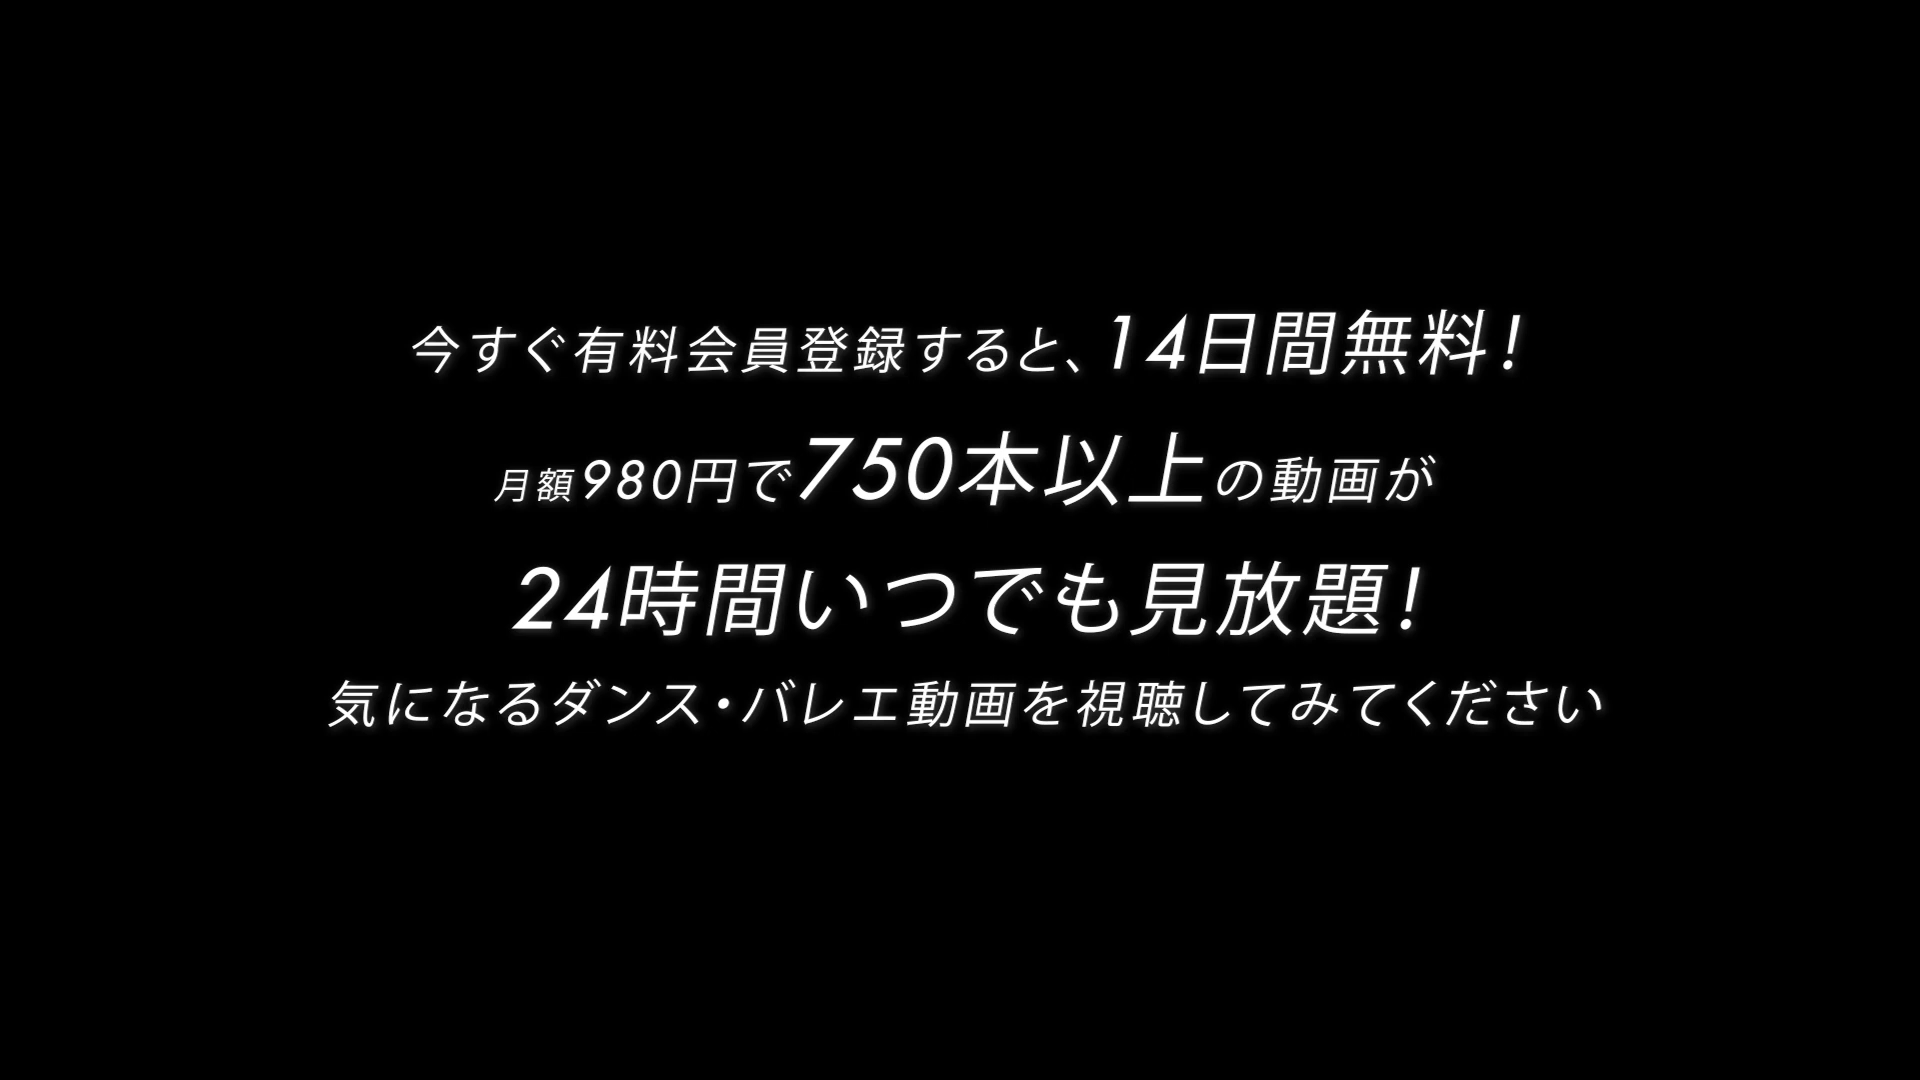 今すぐ有料会員登録すると、14日間無料！
月額980円で750本以上の動画が
24時間いつでも見放題！
気になるダンス・バレエ動画を視聴してみてください